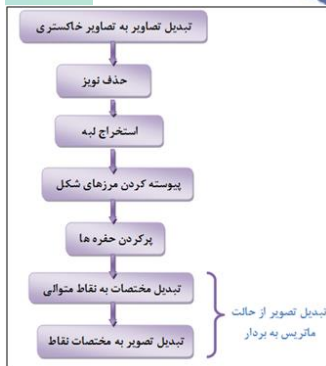 تبدیل تصاویر به تصاویر خاکستری
حذف نویز
استخراج لبه
پیوسته کردن مرزهای شکل
پرکردن حفره ها
تبدیل مختصات به نقاط متوالی
تبدیل تصویر به مختصات نقاط
تبدیل تصویر از حالت
ماتریس به بردار